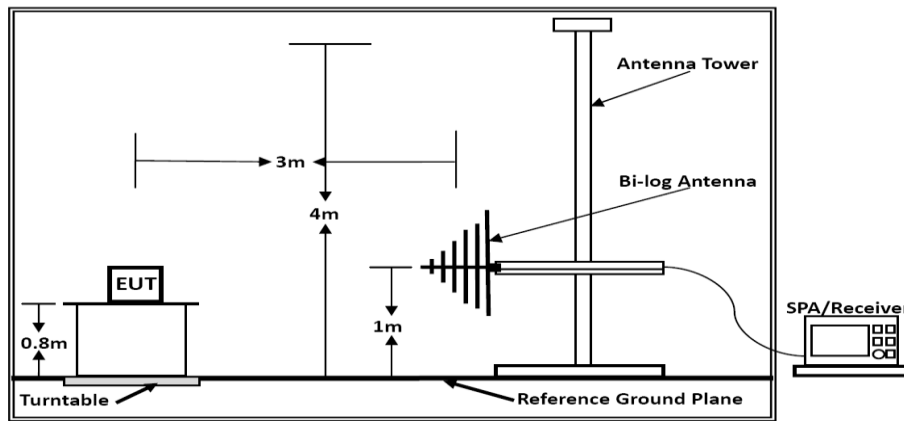 Antenna Tower
3m
Bi-log Antenna
4m
EUT
1m
SPA/Receiver
0.8m
Turntable
Reference Ground Plane